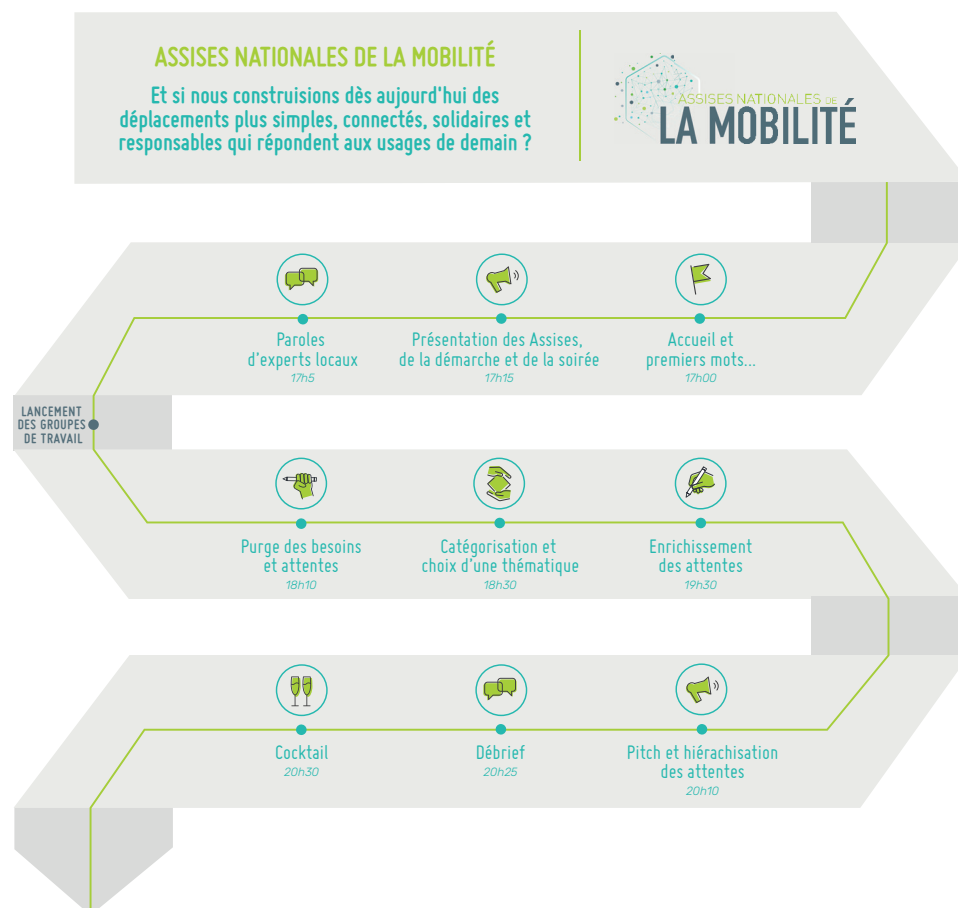 ASSISES NATIONALES DE LA MOBILITÉ
Et si nous construisions dès aujourd'hui des
déplacements plus simples, connectés, solidaires et
responsables qui répondent aux usages de demain ?
ASSISES NATIONALES DE
LA MOBILITÉ
Paroles
d'experts locaux
17h5
Présentation des Assises,
de la démarche et de la soirée
17h15
Accueil et
premiers mots...
17h00
LANCEMENT
DES GROUPES
DE TRAVAIL
Purge des besoins
et attentes
18h10
Catégorisation et
choix d'une thématique
18h30
Enrichissement
des attentes
19h30
Cocktail
20h30
Débrief
20h25
Pitch et hiérachisation
des attentes
20h10